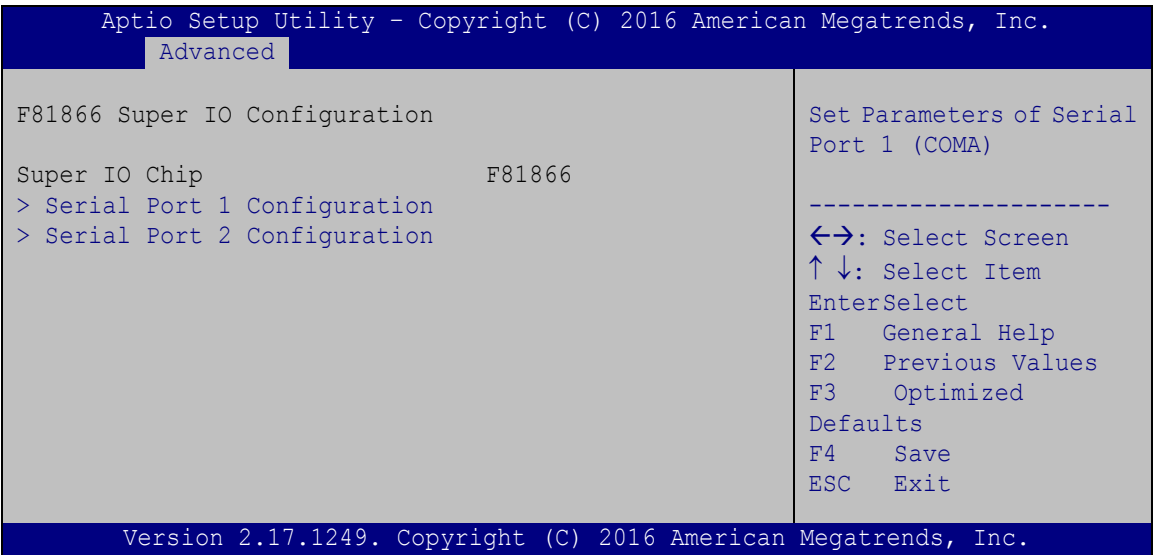 Aptio Setup Utility – Copyright (C) 2016 American Megatrends, Inc.
Advanced
F81866 Super IO Configuration
Super IO Chip F81866
> Serial Port 1 Configuration
> Serial Port 2 Configuration
Set Parameters of Serial
Port 1 (COMA)
---------------------
←→: Select Screen
↑ ↓: Select Item
EnterSelect
F1 General Help
F2 Previous Values
F3 Optimized
Defaults
F4 Save
ESC Exit
Version 2.17.1249. Copyright (C) 2016 American Megatrends, Inc.